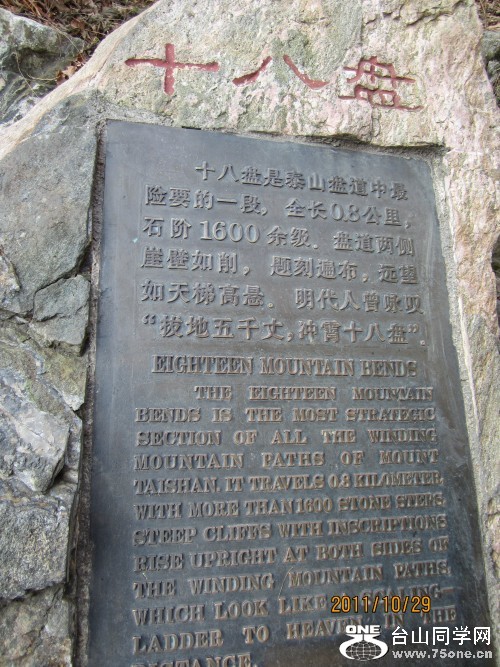 十八盘
十八盘是泰山盘道中最
险要的一段，全长0.8公里，
石阶1600余级．盘道两侧
崖壁如削，题刻遍布，远望
如天梯高悬。明代人曾咏叹
“拔地五千丈，冲霄十八盘”。
EIGHTEEN MOUNTAIN BENDS
THE EIGHTEEN MOUNTAIN
BENDS IS THE MOST STRATEGIC
SECTION OF ALL THE WINDING
MOUNTAIN PATHS OF MOUNT
TAISHAN. IT TRAVELS 0.8 KILOMETER,
WITH MORE THAN 1600 STONE STEPS.
STEEP CLIFFS WITH INSCRIPTIONS
RISE UPRIGHT AT BOTH SIDES OF
THE WINDING MOUNTAIN PATHS
WHICH LOOK LIKE
LADDER TO HEAVEN IN THE
2011/10/29
ONE 台山同学网
www.75one.cn